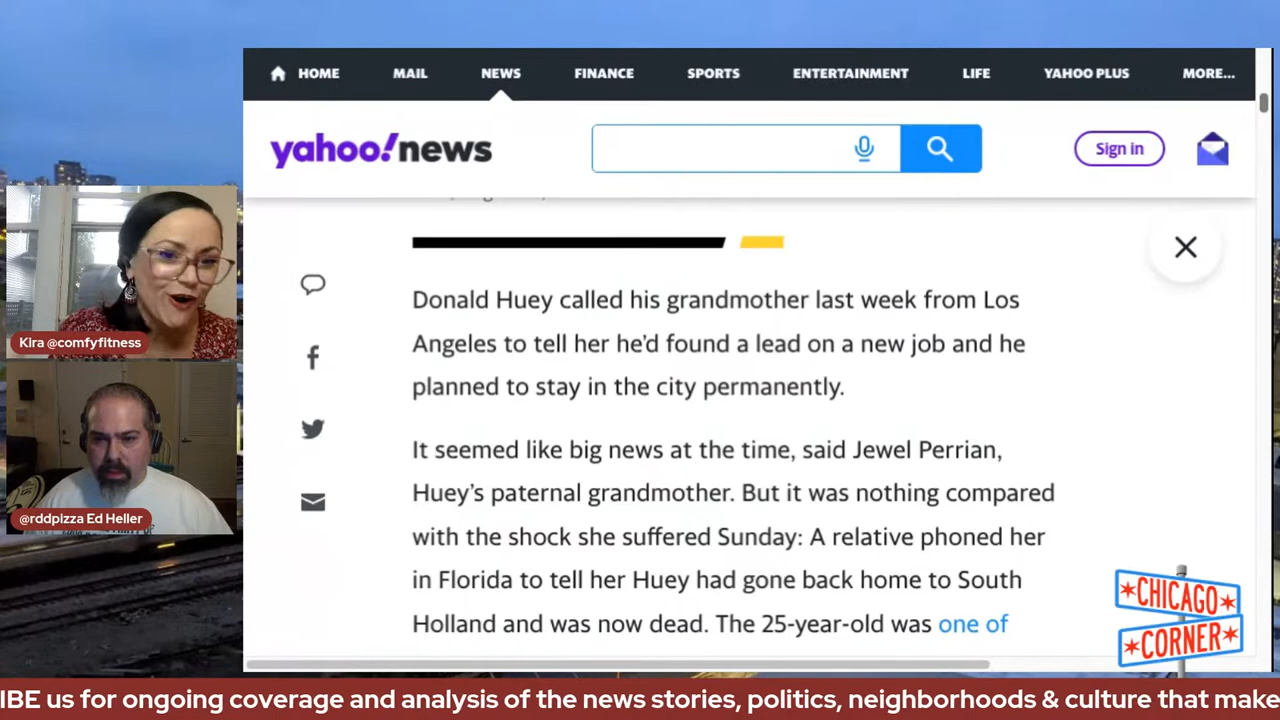 HOME MAIL NEWS FINANCE SPORTS ENTERTAINMENT LIFE YAHOO PLUS MORE...
yahoo!news
Sign in
Donald Huey called his grandmother last week from Los
Angeles to tell her he'd found a lead on a new job and he
planned to stay in the city permanently.
It seemed like big news at the time, said Jewel Perrian,
Huey's paternal grandmother. But it was nothing compared
with the shock she suffered Sunday: A relative phoned her
in Florida to tell her Huey had gone back home to South
Holland and was now dead. The 25-year-old was one of
Kira @comfyfitness
@rddpizza Ed Heller
*CHICAGO*
*CORNER*
IBE us for ongoing coverage and analysis of the news stories, politics, neighborhoods & culture that make